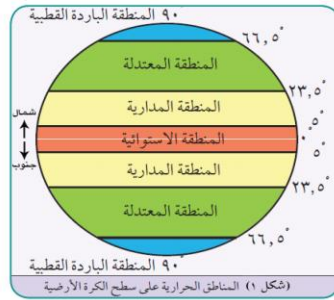 ٩٠° المنطقة الباردة القطبية
٦٦,٥°
المنطقة المعتدلة
٢٣,٥°
المنطقة المدارية
٥°
شمال
المنطقة الاستوائية
٠°
جنوب
٥°
المنطقة المدارية
٢٣,٥°
المنطقة المعتدلة
٦٦,٥°
٩٠° المنطقة الباردة القطبية
(شكل ١) المناطق الحرارية على سطح الكرة الأرضية